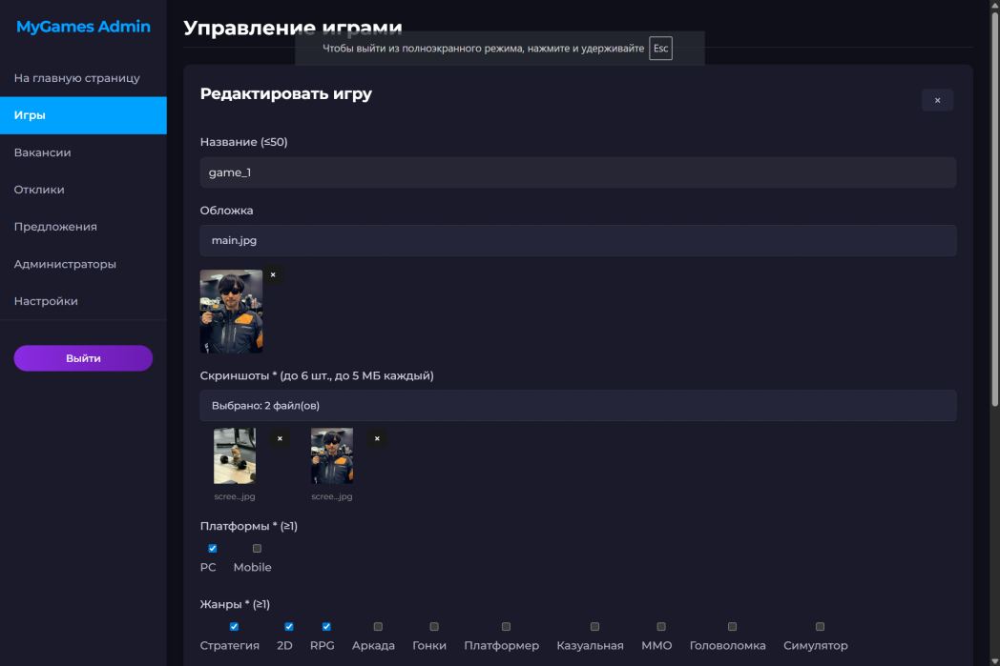 MyGames Admin
На главную страницу
Игры
Вакансии
Отклики
Предложения
Администраторы
Настройки
Выйти
Управление играми
Чтобы выйти из полноэкранного режима, нажмите и удерживайте Esc
Редактировать игру
×
Название (≤50)
game_1
Обложка
main.jpg
×
Скриншоты * (до 6 шт., до 5 МБ каждый)
Выбрано: 2 файл(ов)
× ×
scree...jpg scree...jpg
Платформы * (≥1)
PC Mobile
Жанры * (≥1)
Стратегия 2D RPG Аркада Гонки Платформер Казуальная ММО Головоломка Симулятор